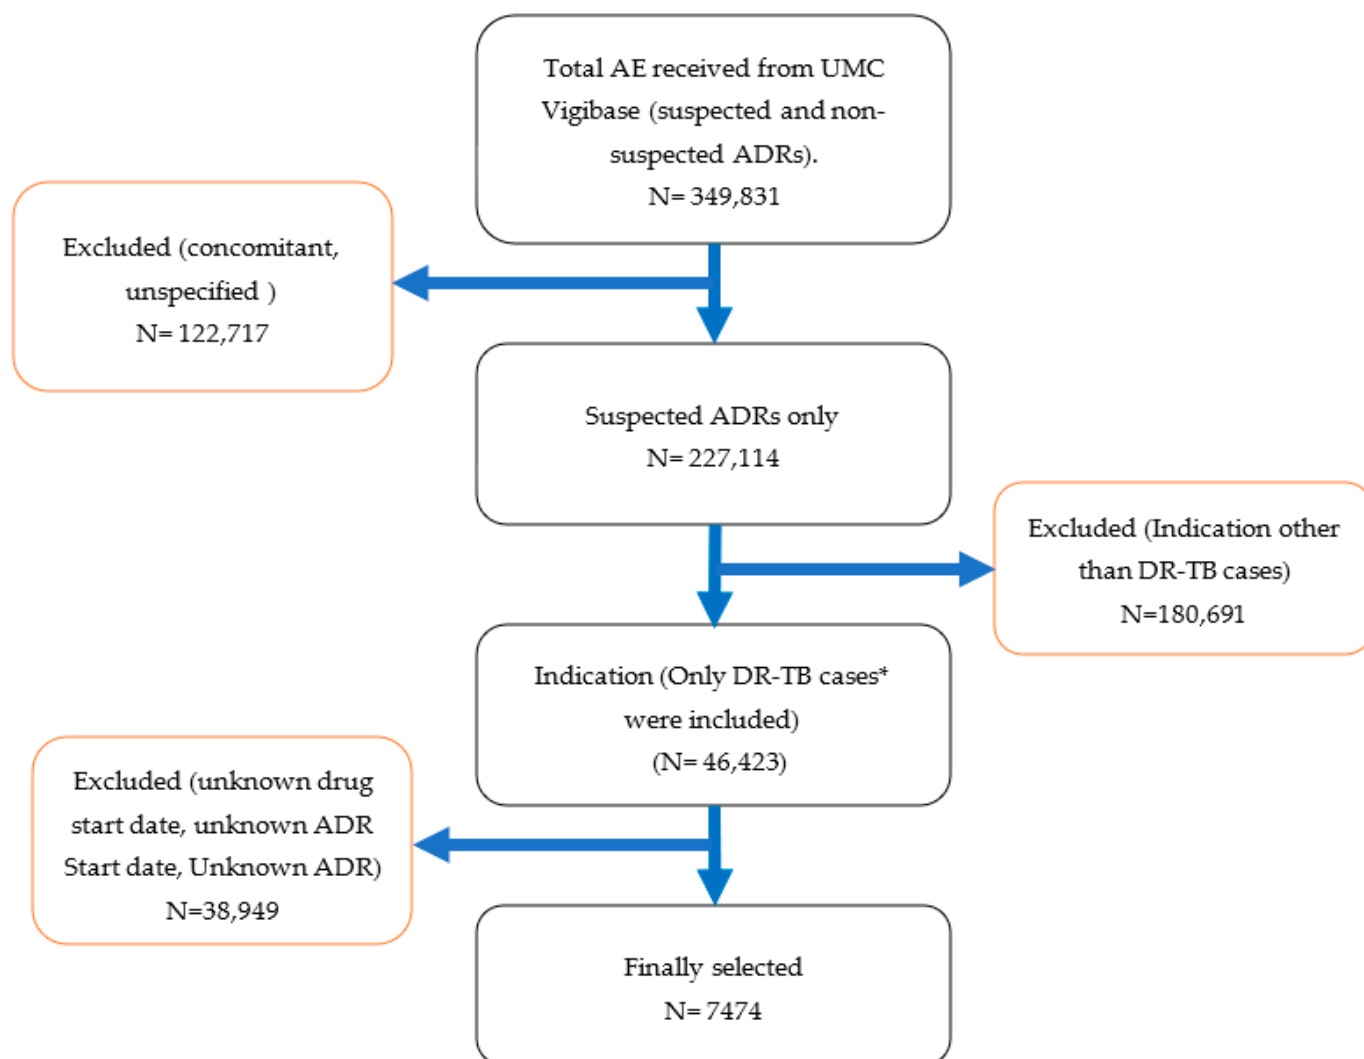 Total AE received from UMC
Vigibase (suspected and non-
suspected ADRs).
N= 349,831
Excluded (concomitant,
unspecified )
N= 122,717
Suspected ADRs only
N= 227,114
Excluded (Indication other
than DR-TB cases)
N=180,691
Indication (Only DR-TB cases*
were included)
(N= 46,423)
Excluded (unknown drug
start date, unknown ADR
Start date, Unknown ADR)
N=38,949
Finally selected
N= 7474